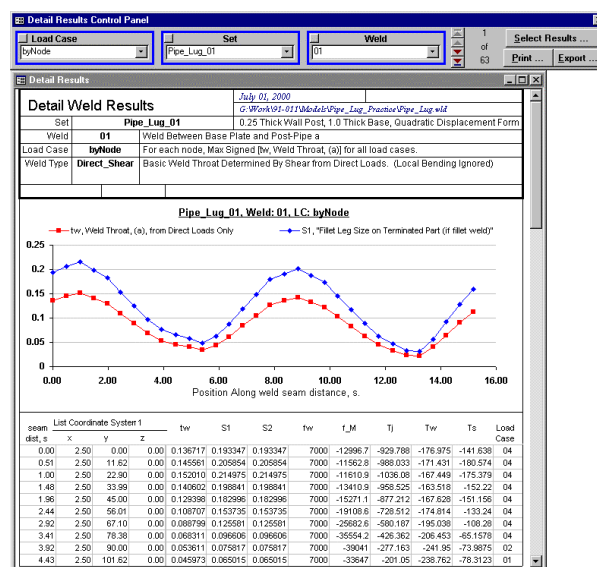 Detail Results Control Panel
Load Case
Set
Weld
byNode
Pipe_Lug_01
01
1
of
63
Select Results ...
Print ...
Export ...
Detail Results
Detail Weld Results
July 01, 2000
G:\Work\91-011\Models\Pipe_Lug_Practice\Pipe_Lug.wld
Set Pipe_Lug_01 0.25 Thick Wall Post, 1.0 Thick Base, Quadratic Displacement Form
Weld 01 Weld Between Base Plate and Post-Pipe a
Load Case byNode For each node, Max Signed [tw, Weld Throat, (a)] for all load cases.
Weld Type Direct_Shear Basic Weld Throat Determined By Shear from Direct Loads. (Local Bending Ignored)
Pipe_Lug_01, Weld: 01, LC: byNode
tw, Weld Throat, (a), from Direct Loads Only
S1, "Fillet Leg Size on Terminated Part (if fillet weld)"
0.25
0.2
0.15
0.1
0.05
0
0.00 2.00 4.00 6.00 8.00 10.00 12.00 14.00 16.00
Position Along weld seam distance, s.
seam List Coordinate System 1 tw S1 S2 fw f_M Tj Tw Ts Load
dist, s x y z Case
0.00 2.50 0.00 0.00 0.136717 0.193347 0.193347 7000 -12996.7 -929.788 -176.975 -141.638 04
0.51 2.50 11.62 0.00 0.145561 0.205854 0.205854 7000 -11562.8 -988.033 -171.431 -180.574 04
1.00 2.50 22.90 0.00 0.152010 0.214975 0.214975 7000 -11610.9 -1036.08 -167.449 -175.379 04
1.48 2.50 33.99 0.00 0.140602 0.198841 0.198841 7000 -13410.9 -958.525 -163.518 -152.22 04
1.96 2.50 45.00 0.00 0.129398 0.182996 0.182996 7000 -15271.1 -877.212 -167.628 -151.156 04
2.44 2.50 56.01 0.00 0.108707 0.153735 0.153735 7000 -19108.6 -728.512 -174.814 -133.24 04
2.92 2.50 67.10 0.00 0.088799 0.125581 0.125581 7000 -25682.6 -580.187 -195.038 -108.28 04
3.41 2.50 78.38 0.00 0.068311 0.096606 0.096606 7000 -35554.2 -426.362 -206.453 -65.1578 04
3.92 2.50 90.00 0.00 0.053611 0.075817 0.075817 7000 -39041 -277.163 -241.95 -73.9875 02
4.43 2.50 101.62 0.00 0.045973 0.065015 0.065015 7000 -33647 -201.05 -238.762 -78.3123 01